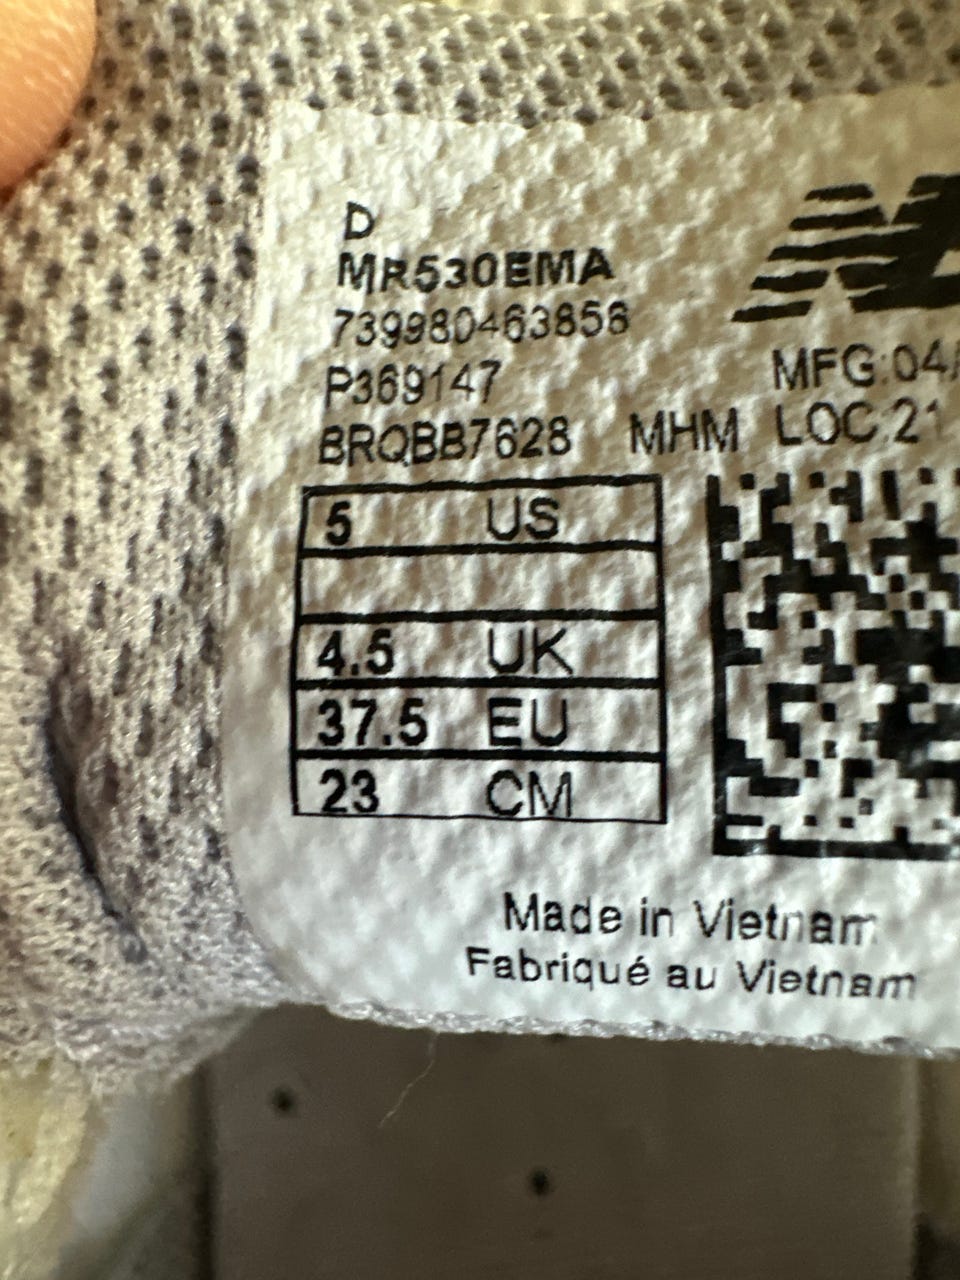 D
MR530EMA
739980463856
P369147
BRQBB7628 MHM
MFG:04/
LOC:21
5 US
4.5 UK
37.5 EU
23 CM
Made in Vietnam
Fabriqué au Vietnam